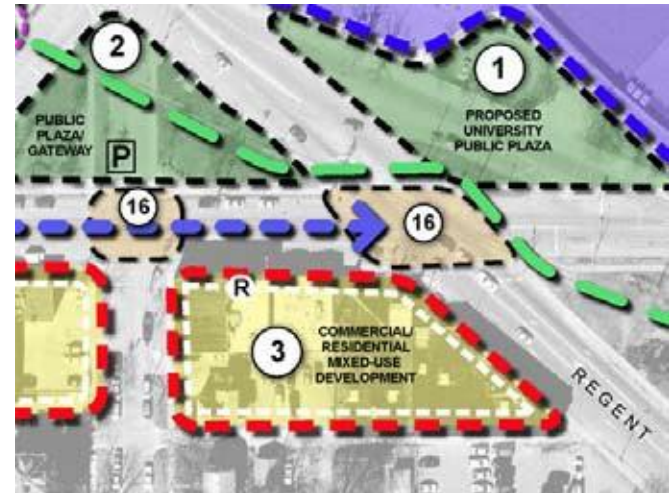 2
1
PUBLIC
PLAZA/
GATEWAY
P
PROPOSED
UNIVERSITY
PUBLIC PLAZA
16
16
R
3
COMMERCIAL/
RESIDENTIAL
MIXED-USE
DEVELOPMENT
REGENT